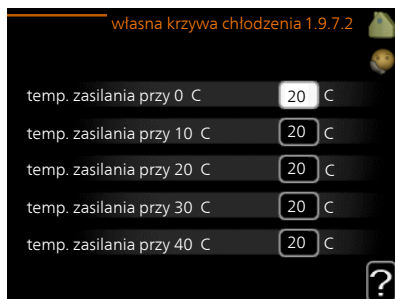 własna krzywa chłodzenia 1.9.7.2
temp. zasilania przy 0 C 20 C
temp. zasilania przy 10 C 20 C
temp. zasilania przy 20 C 20 C
temp. zasilania przy 30 C 20 C
temp. zasilania przy 40 C 20 C
?